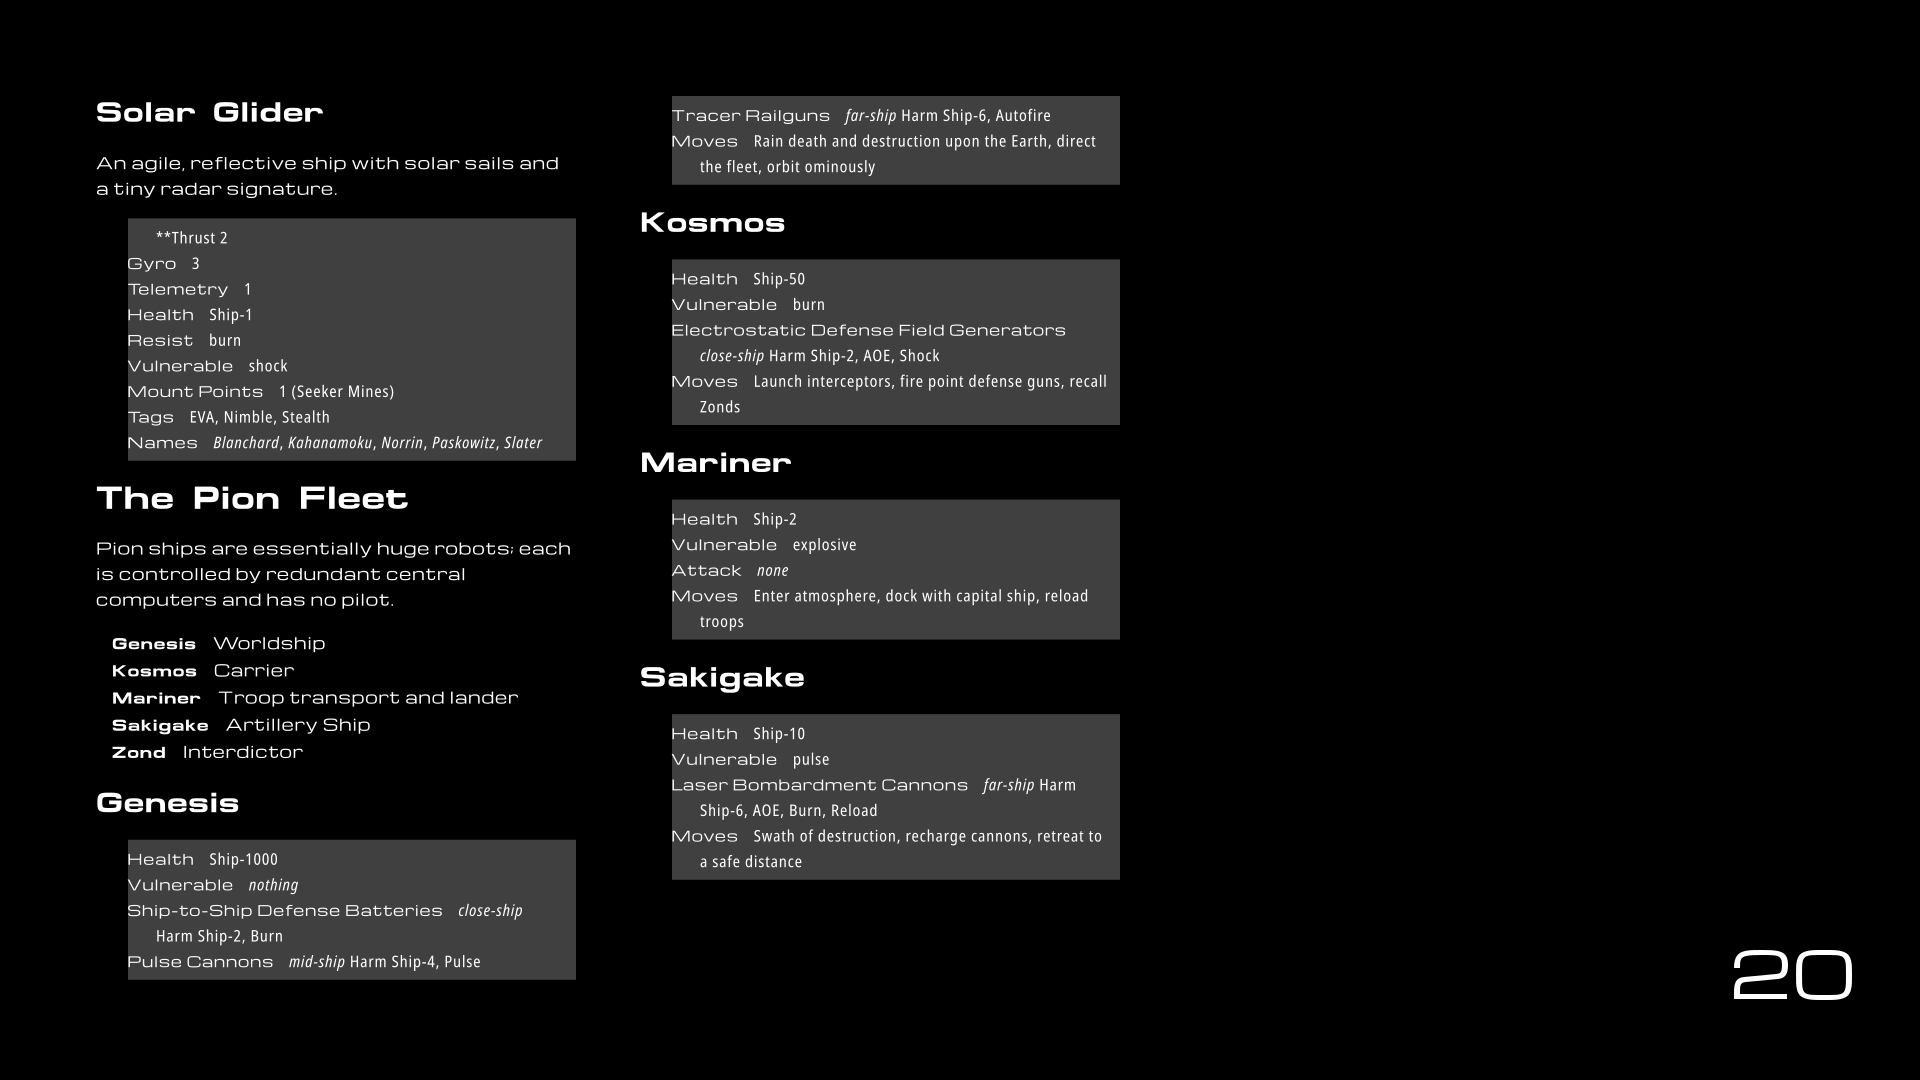 Solar Glider
An agile, reflective ship with solar sails and
a tiny radar signature.
**Thrust 2
Gyro 3
Telemetry 1
Health Ship-1
Resist burn
Vulnerable shock
Mount Points 1 (Seeker Mines)
Tags EVA, Nimble, Stealth
Names Blanchard, Kahanamoku, Norrin, Paskowitz, Slater
The Pion Fleet
Pion ships are essentially huge robots; each
is controlled by redundant central
computers and has no pilot.
Genesis Worldship
Kosmos Carrier
Mariner Troop transport and lander
Sakigake Artillery Ship
Zond Interdictor
Genesis
Health Ship-1000
Vulnerable nothing
Ship-to-Ship Defense Batteries close-ship
Harm Ship-2, Burn
Pulse Cannons mid-ship Harm Ship-4, Pulse
Tracer Railguns far-ship Harm Ship-6, Autofire
Moves Rain death and destruction upon the Earth, direct
the fleet, orbit ominously
Kosmos
Health Ship-50
Vulnerable burn
Electrostatic Defense Field Generators
close-ship Harm Ship-2, AOE, Shock
Moves Launch interceptors, fire point defense guns, recall
Zonds
Mariner
Health Ship-2
Vulnerable explosive
Attack none
Moves Enter atmosphere, dock with capital ship, reload
troops
Sakigake
Health Ship-10
Vulnerable pulse
Laser Bombardment Cannons far-ship Harm
Ship-6, AOE, Burn, Reload
Moves Swath of destruction, recharge cannons, retreat to
a safe distance
20